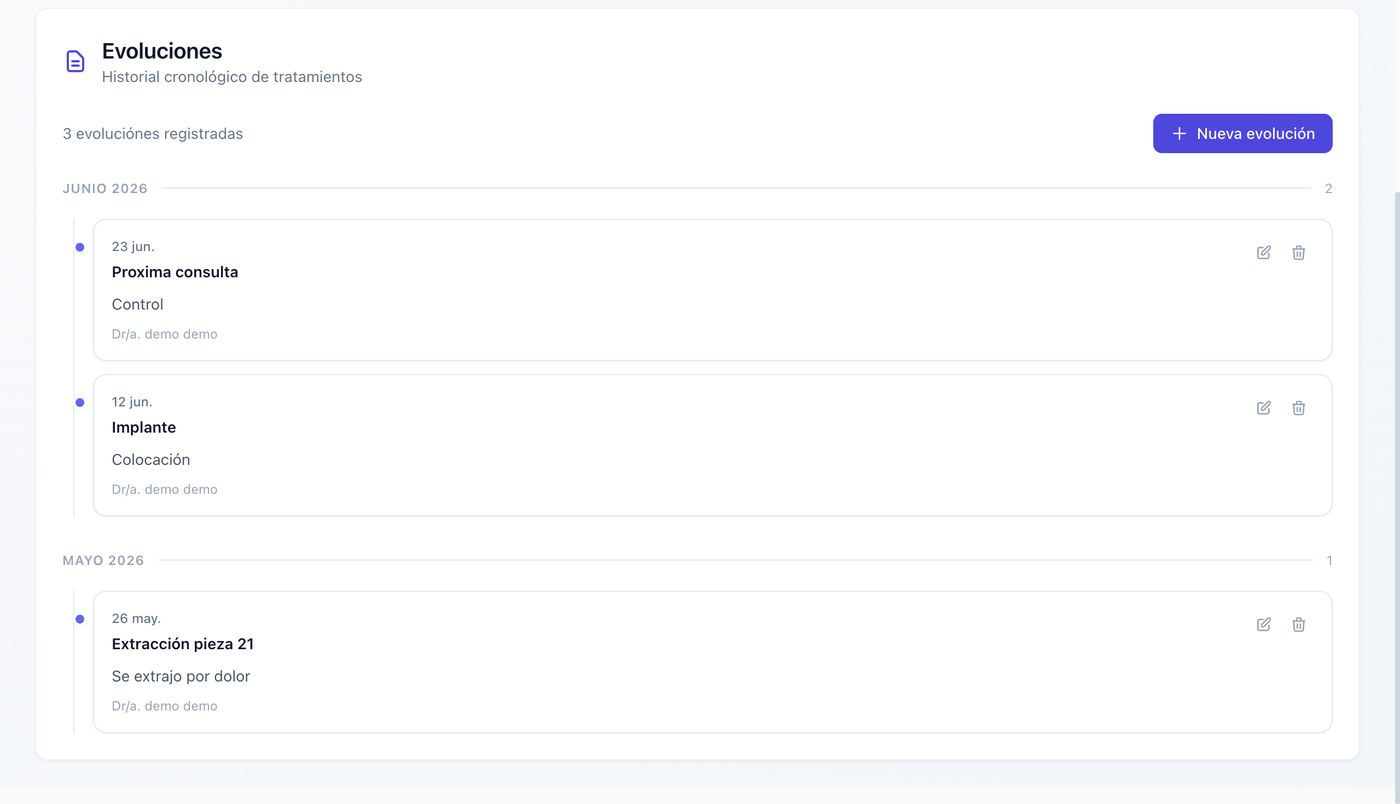 Evoluciones
Historial cronológico de tratamientos
3 evoluciónes registradas
Nueva evolución
JUNIO 2026
2
23 jun.
Proxima consulta
Control
Dr/a. demo demo
12 jun.
Implante
Colocación
Dr/a. demo demo
MAYO 2026
1
26 may.
Extracción pieza 21
Se extrajo por dolor
Dr/a. demo demo